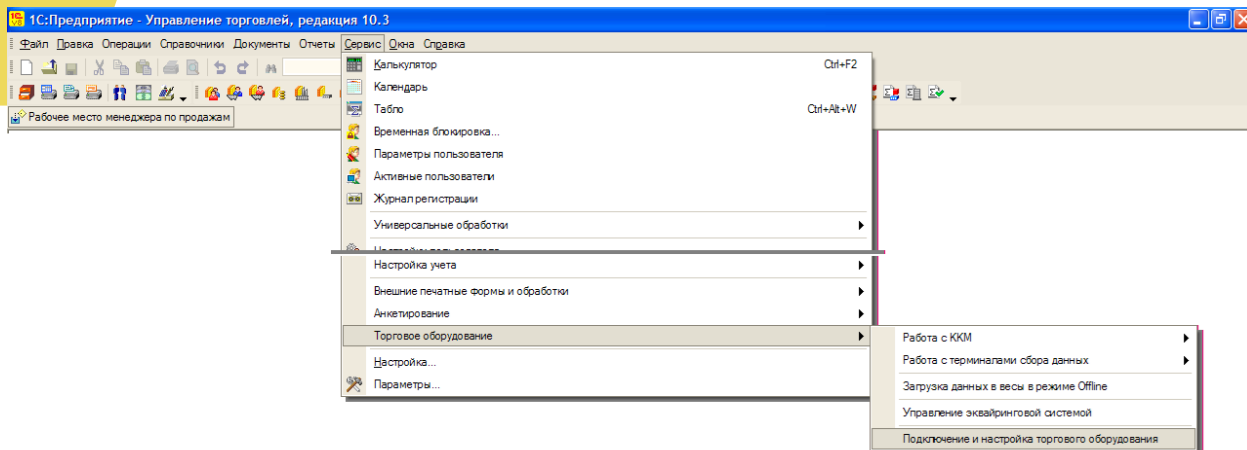 1С:Предприятие - Управление торговлей, редакция 10.3
Файл Правка Операции Справочники Документы Отчеты Сервис Окна Справка
Рабочее место менеджера по продажам
Калькулятор Ctrl+F2
Календарь
Табло Ctrl+Alt+W
Временная блокировка...
Параметры пользователя
Активные пользователи
Журнал регистрации
Универсальные обработки
Настройка учета
Внешние печатные формы и обработки
Анкетирование
Торговое оборудование
Настройка...
Параметры...
Работа с ККМ
Работа с терминалами сбора данных
Загрузка данных в весы в режиме Offline
Управление эквайринговой системой
Подключение и настройка торгового оборудования